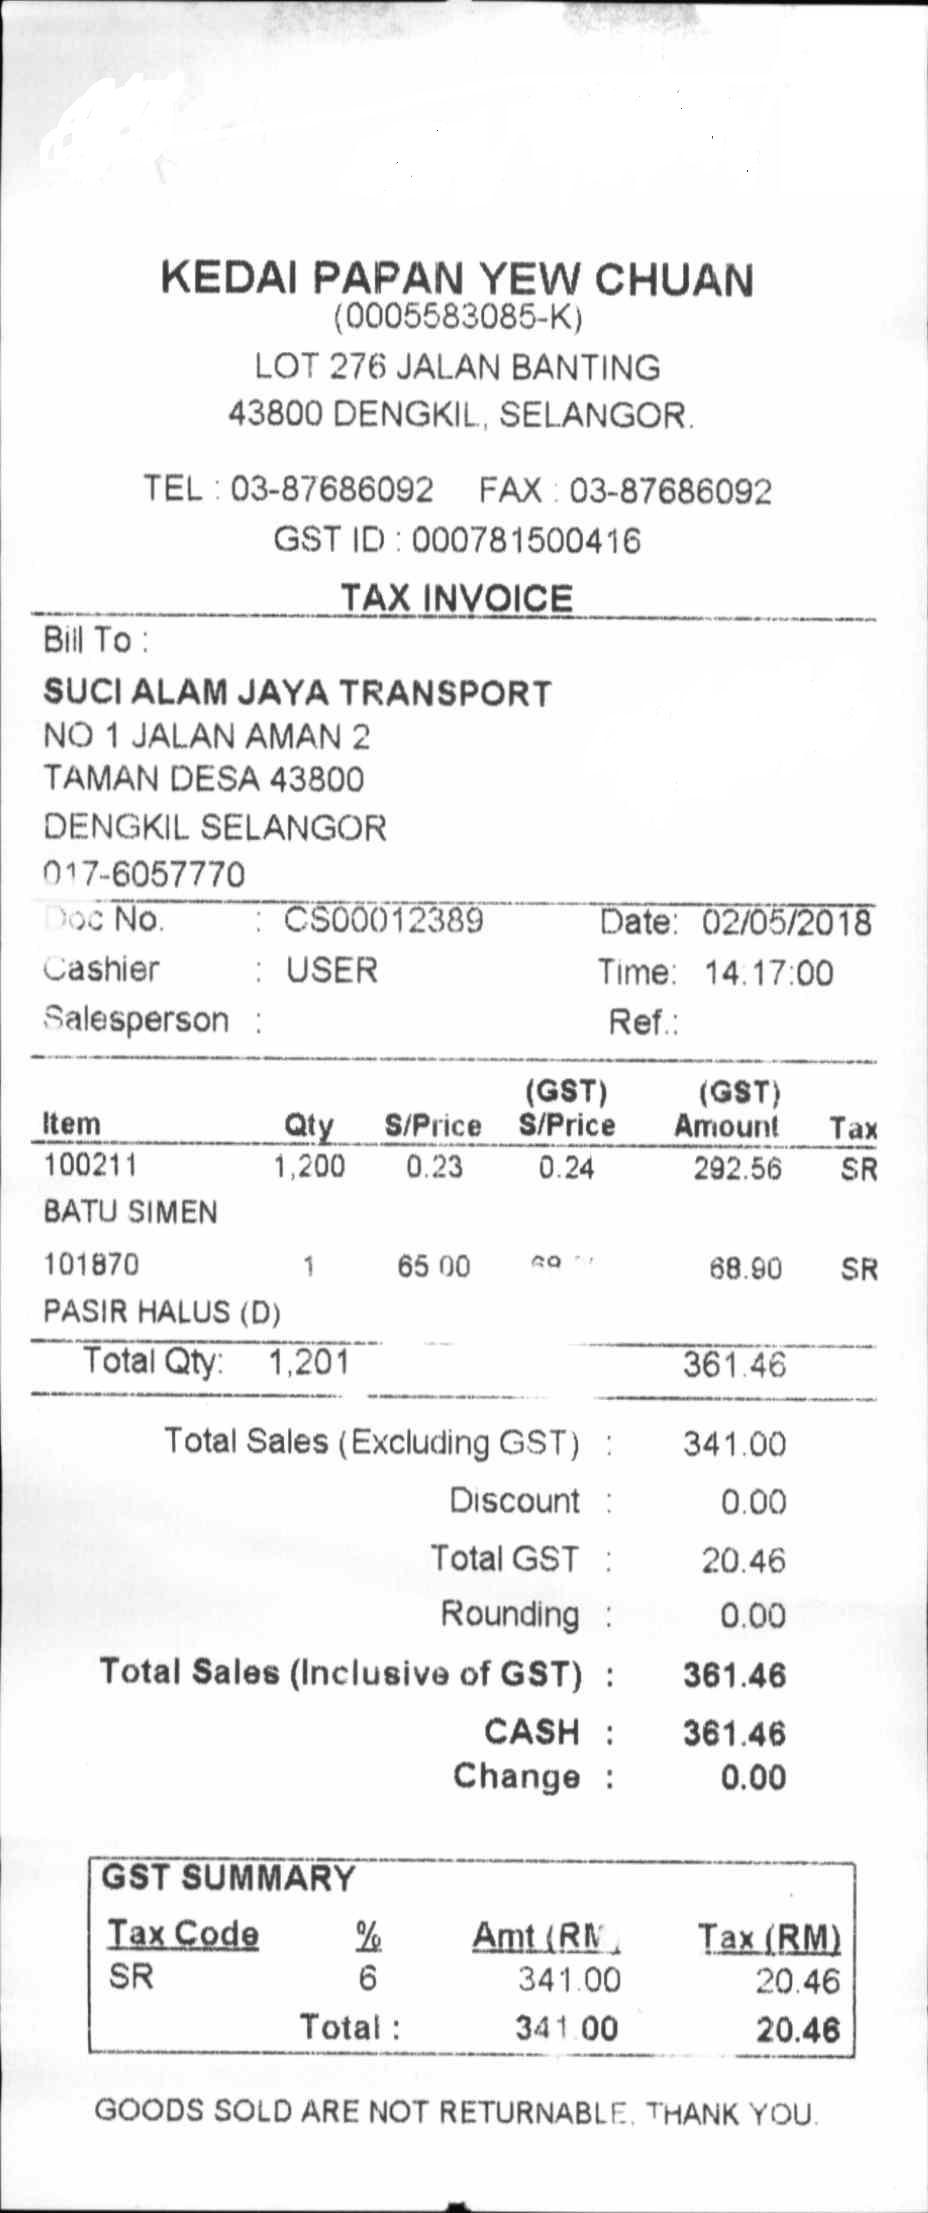 KEDAI PAPAN YEW CHUAN
(0005583085-K)
LOT 276 JALAN BANTING
43800 DENGKIL, SELANGOR.
TEL : 03-87686092 FAX : 03-87686092
GST ID : 000781500416
TAX INVOICE
Bill To :
SUCI ALAM JAYA TRANSPORT
NO 1 JALAN AMAN 2
TAMAN DESA 43800
DENGKIL SELANGOR
017-6057770
Doc No. : CS00012389 Date: 02/05/2018
Cashier : USER Time: 14:17:00
Salesperson : Ref.:
(GST) (GST)
Item Qty S/Price S/Price Amount Tax
100211 1,200 0.23 0.24 292.56 SR
BATU SIMEN
101870 1 65.00 68.90 SR
PASIR HALUS (D)
Total Qty: 1,201 361.46
Total Sales (Excluding GST) : 341.00
Discount : 0.00
Total GST : 20.46
Rounding : 0.00
Total Sales (Inclusive of GST) : 361.46
CASH : 361.46
Change : 0.00
GST SUMMARY
Tax Code % Amt (RM) Tax (RM)
SR 6 341.00 20.46
Total : 341.00 20.46
GOODS SOLD ARE NOT RETURNABLE. THANK YOU.